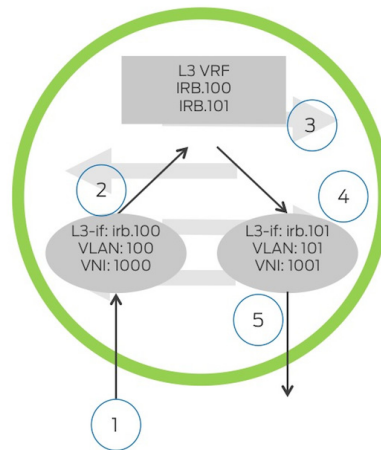 L3 VRF
IRB.100
IRB.101
3
2
4
L3-if: irb.100
VLAN: 100
VNI: 1000
L3-if: irb.101
VLAN: 101
VNI: 1001
5
1